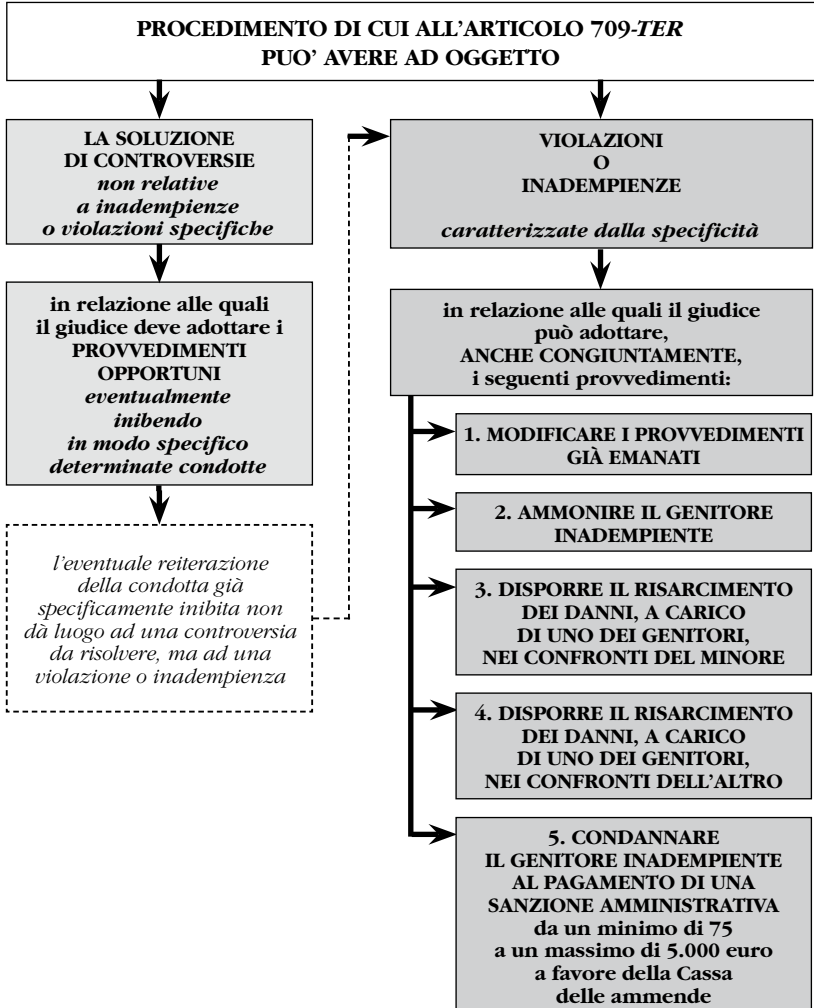 PROCEDIMENTO DI CUI ALL’ARTICOLO 709-TER
PUO’ AVERE AD OGGETTO
LA SOLUZIONE
DI CONTROVERSIE
non relative
a inadempienze
o violazioni specifiche
in relazione alle quali
il giudice deve adottare i
PROVVEDIMENTI
OPPORTUNI
eventualmente
inibendo
in modo specifico
determinate condotte
l’eventuale reiterazione
della condotta già
specificamente inibita non
dà luogo ad una controversia
da risolvere, ma ad una
violazione o inadempienza
VIOLAZIONI
O
INADEMPIENZE
caratterizzate dalla specificità
in relazione alle quali il giudice
può adottare,
ANCHE CONGIUNTAMENTE,
i seguenti provvedimenti:
1. MODIFICARE I PROVVEDIMENTI
GIÀ EMANATI
2. AMMONIRE IL GENITORE
INADEMPIENTE
3. DISPORRE IL RISARCIMENTO
DEI DANNI, A CARICO
DI UNO DEI GENITORI,
NEI CONFRONTI DEL MINORE
4. DISPORRE IL RISARCIMENTO
DEI DANNI, A CARICO
DI UNO DEI GENITORI,
NEI CONFRONTI DELL’ALTRO
5. CONDANNARE
IL GENITORE INADEMPIENTE
AL PAGAMENTO DI UNA
SANZIONE AMMINISTRATIVA
da un minimo di 75
a un massimo di 5.000 euro
a favore della Cassa
delle ammende